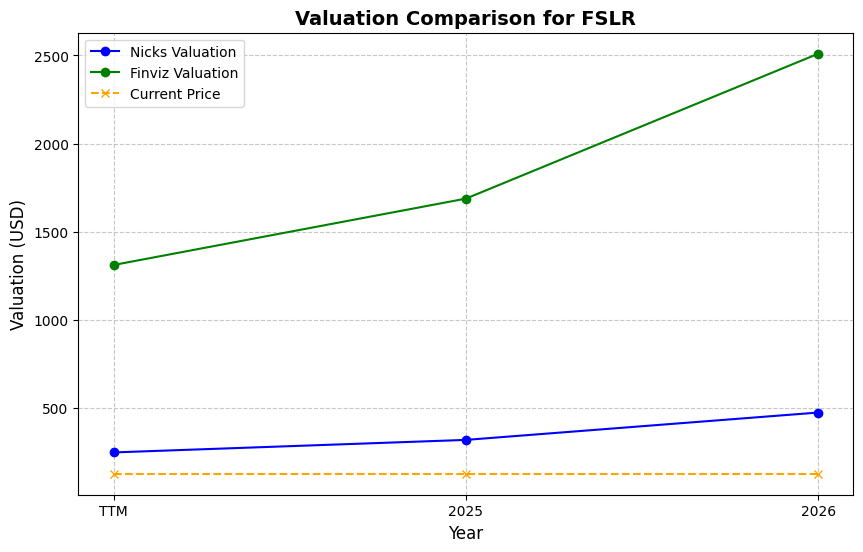 Valuation Comparison for FSLR
Nicks Valuation
Finviz Valuation
Current Price
Valuation (USD)
2500
2000
1500
1000
500
TTM
2025
2026
Year